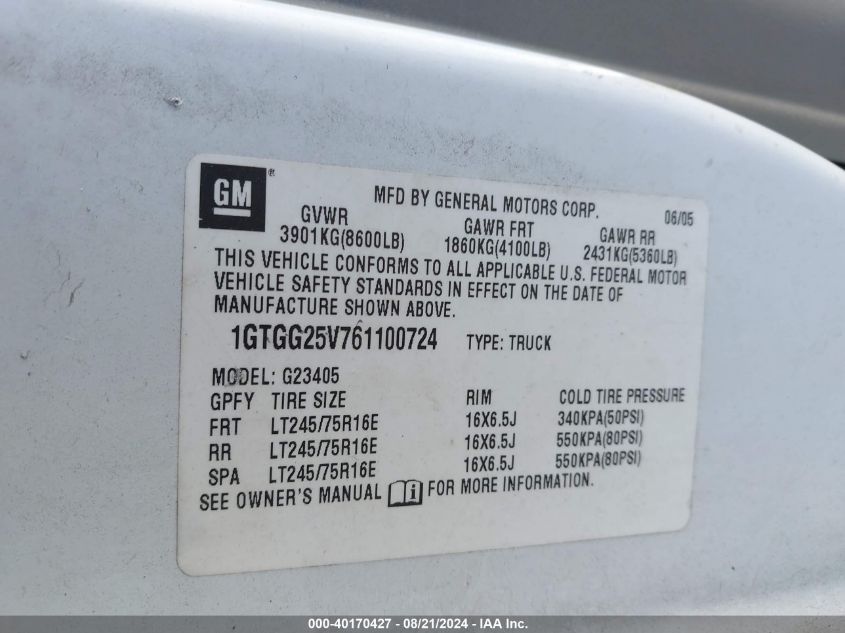 GM ®
MFD BY GENERAL MOTORS CORP. 06/05
GVWR GAWR FRT GAWR RR
3901KG(8600LB) 1860KG(4100LB) 2431KG(5360LB)
THIS VEHICLE CONFORMS TO ALL APPLICABLE U.S. FEDERAL MOTOR
VEHICLE SAFETY STANDARDS IN EFFECT ON THE DATE OF
MANUFACTURE SHOWN ABOVE.
1GTGG25V761100724 TYPE: TRUCK
MODEL: G23405
GPFY TIRE SIZE RIM COLD TIRE PRESSURE
FRT LT245/75R16E 16X6.5J 340KPA(50PSI)
RR LT245/75R16E 16X6.5J 550KPA(80PSI)
SPA LT245/75R16E 16X6.5J 550KPA(80PSI)
SEE OWNER'S MANUAL FOR MORE INFORMATION.
000-40170427 - 08/21/2024 - IAA Inc.